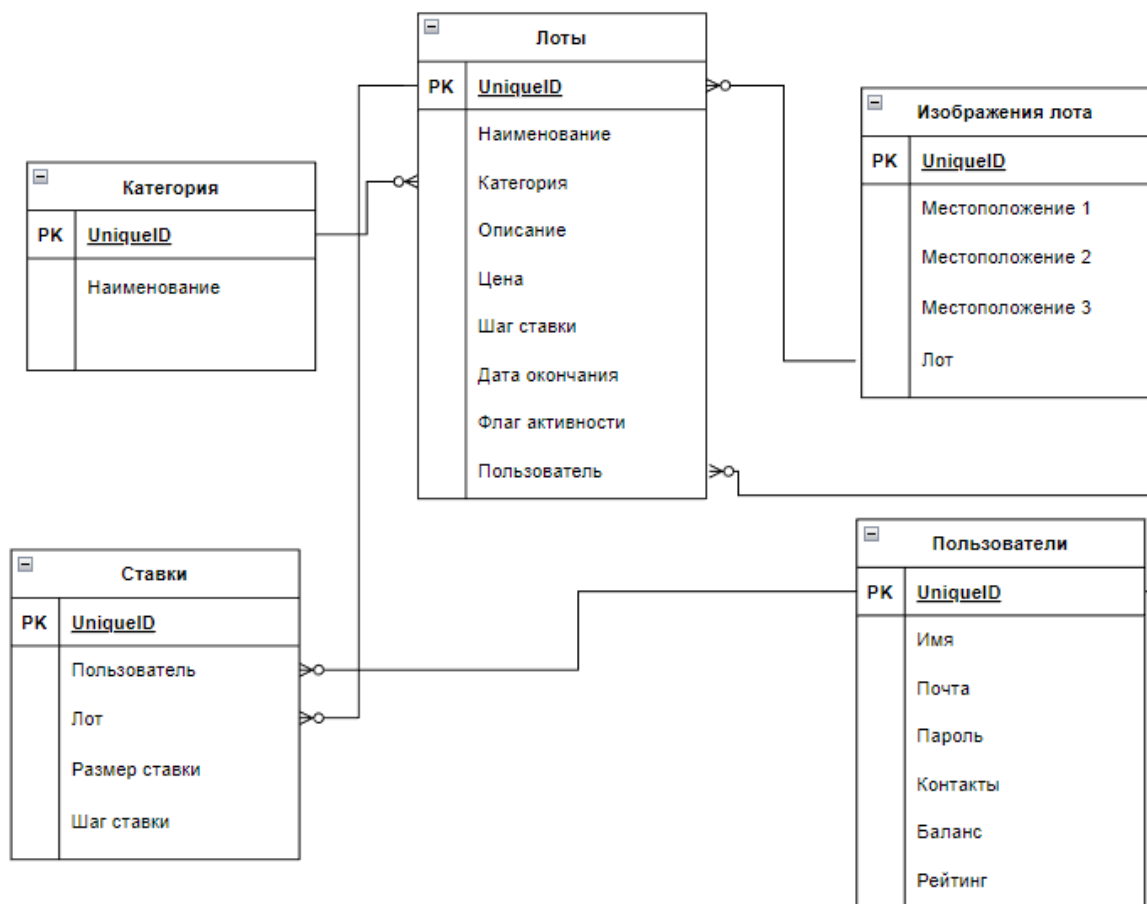 Лоты
PK UniqueID
Наименование
Категория
Описание
Цена
Шаг ставки
Дата окончания
Флаг активности
Пользователь
Изображения лота
PK UniqueID
Местоположение 1
Местоположение 2
Местоположение 3
Лот
Категория
PK UniqueID
Наименование
Ставки
PK UniqueID
Пользователь
Лот
Размер ставки
Шаг ставки
Пользователи
PK UniqueID
Имя
Почта
Пароль
Контакты
Баланс
Рейтинг